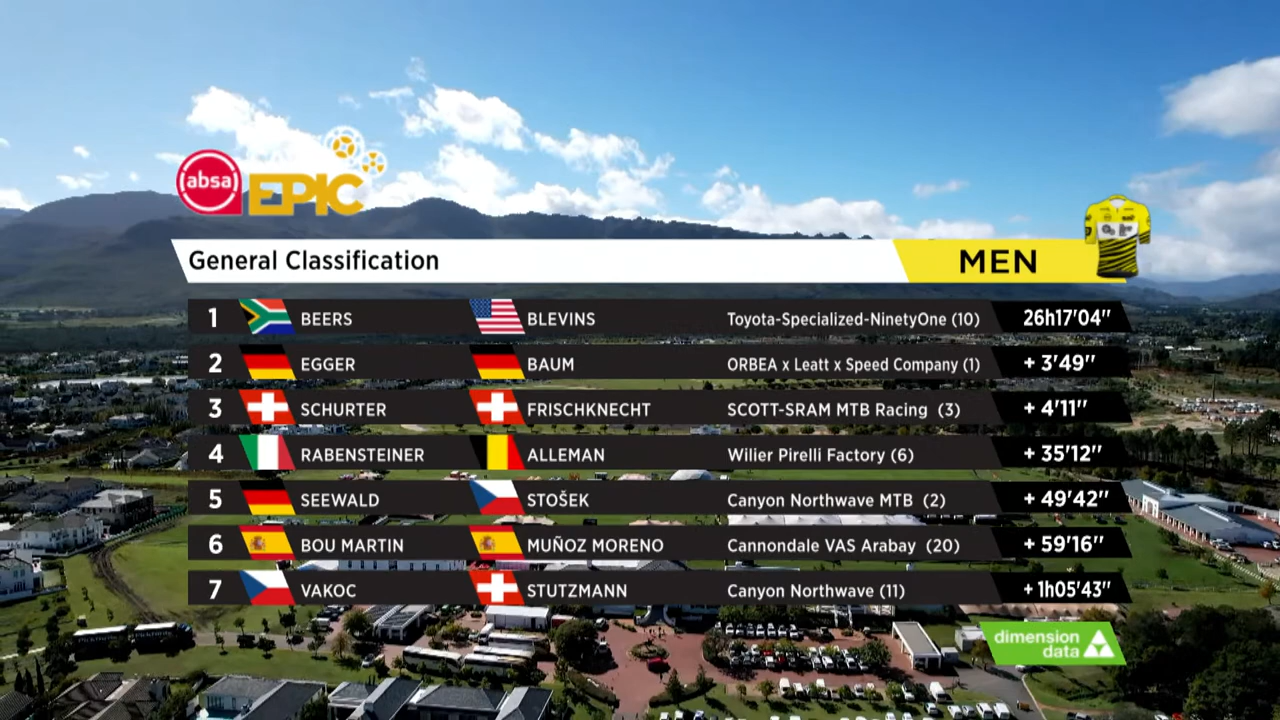 absa EPIC
General Classification MEN
1 BEERS BLEVINS Toyota-Specialized-NinetyOne (10) 26h17'04''
2 EGGER BAUM ORBEA x Leatt x Speed Company (1) + 3'49''
3 SCHURTER FRISCHKNECHT SCOTT-SRAM MTB Racing (3) + 4'11''
4 RABENSTEINER ALLEMAN Wilier Pirelli Factory (6) + 35'12''
5 SEEWALD STOŠEK Canyon Northwave MTB (2) + 49'42''
6 BOU MARTIN MUÑOZ MORENO Cannondale VAS Arabay (20) + 59'16''
7 VAKOC STUTZMANN Canyon Northwave (11) + 1h05'43''
dimension
data